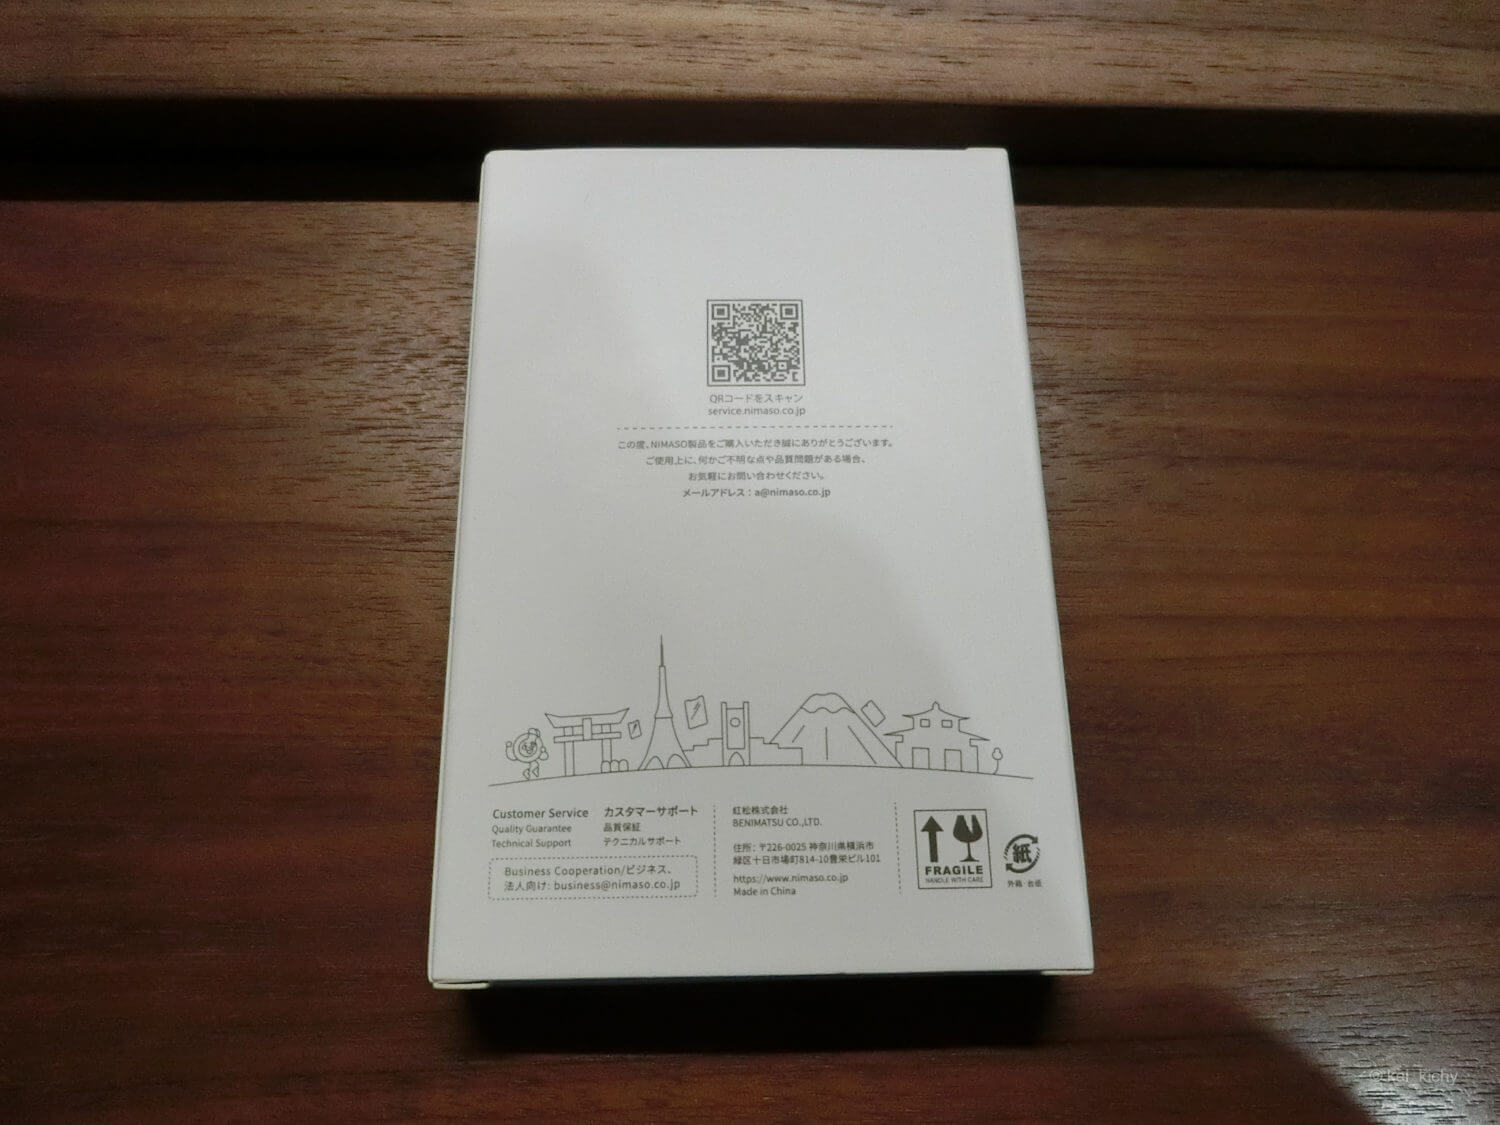 QRコードをスキャン
service.nimaso.co.jp
この度、NIMASO製品をご購入いただき誠にありがとうございます。
ご使用上に、何かご不明な点や品質問題がある場合、
お気軽にお問い合わせください。
メールアドレス：a@nimaso.co.jp
Customer Service カスタマーサポート
Quality Guarantee 品質保証
Technical Support テクニカルサポート
Business Cooperation/ビジネス、
法人向け: business@nimaso.co.jp
紅松株式会社
BENIMATSU CO.,LTD.
住所: 〒226-0025 神奈川県横浜市
緑区十日市場町814-10豊栄ビル101
https://www.nimaso.co.jp
Made in China
FRAGILE
HANDLE WITH CARE
紙
外箱・台紙
©kei_kichy